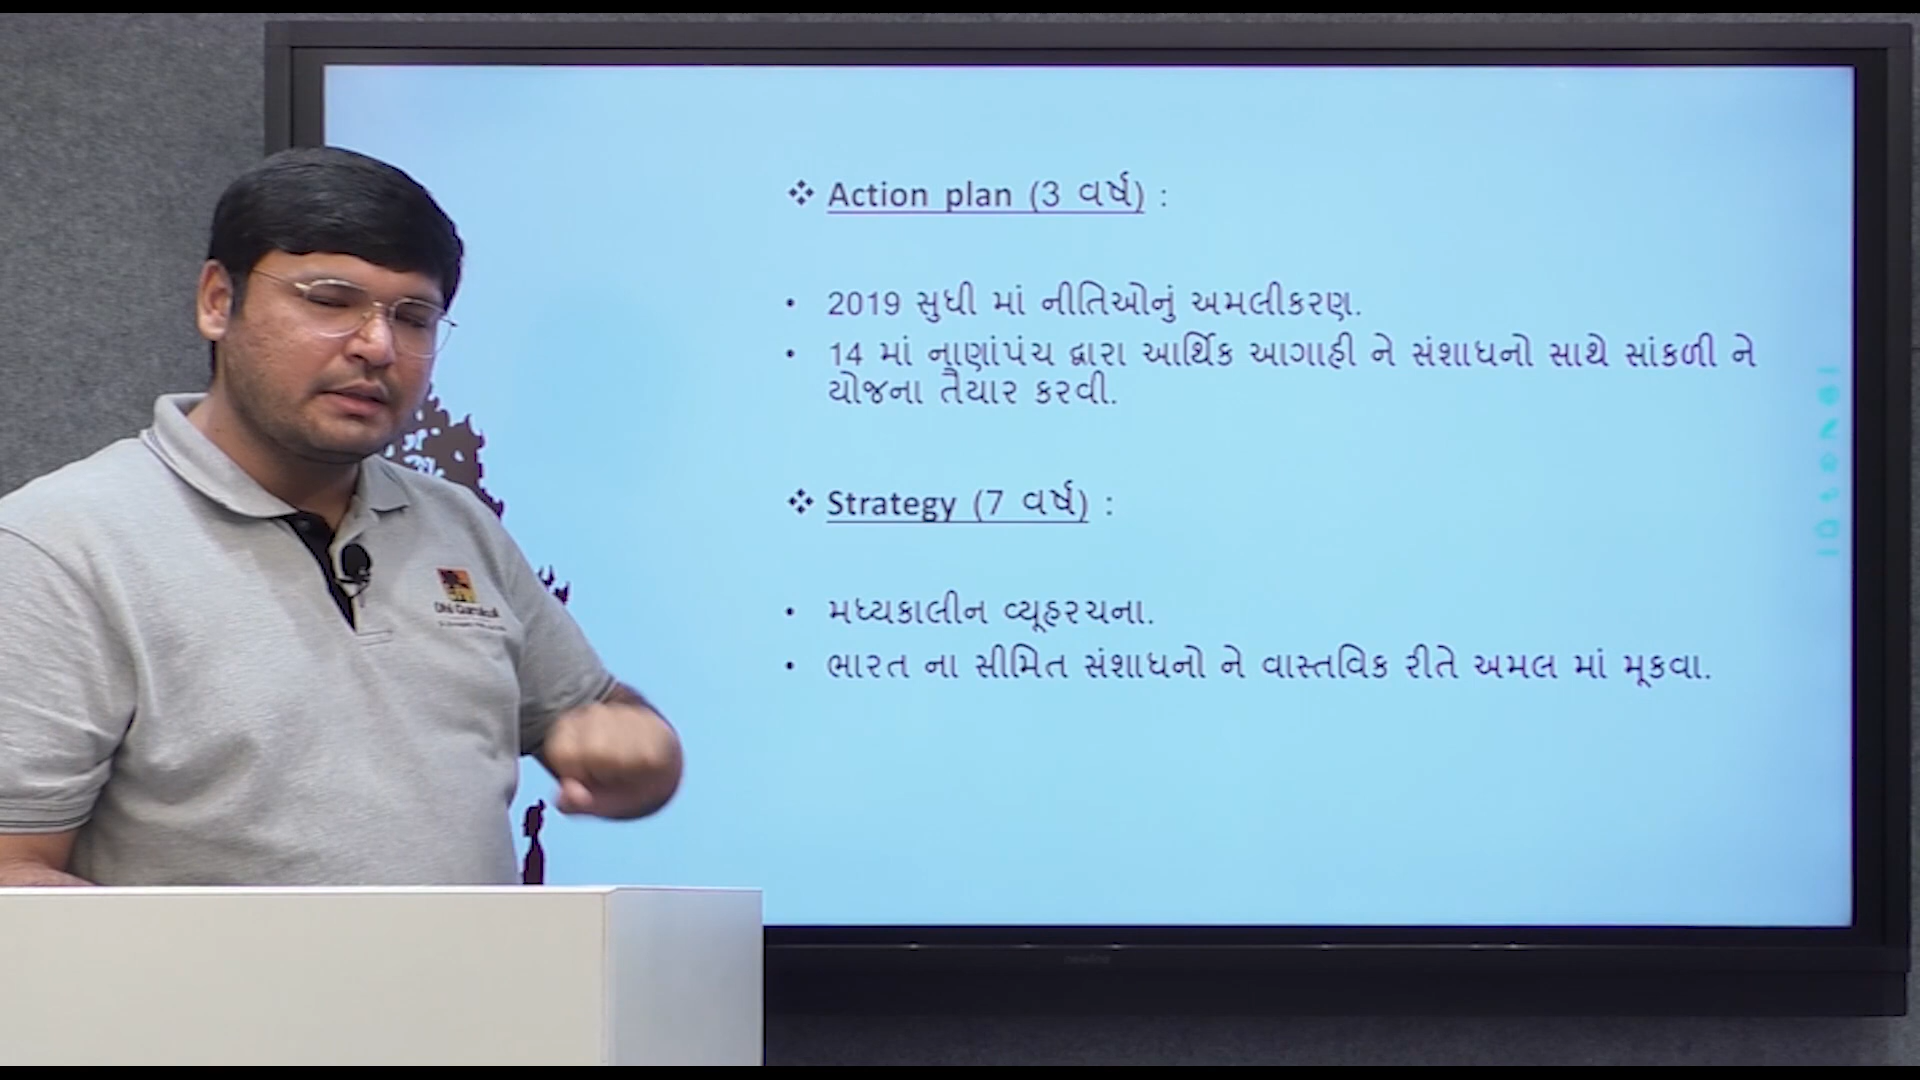 ❖ Action plan (3 વર્ષ) :
• 2019 સુધી માં નીતિઓનું અમલીકરણ.
• 14 માં નાણાંપંચ દ્વારા આર્થિક આગાહી ને સંશાધનો સાથે સાંકળી ને
યોજના તૈયાર કરવી.
❖ Strategy (7 વર્ષ) :
• મધ્યકાલીન વ્યૂહરચના.
• ભારત ના સીમિત સંશાધનો ને વાસ્તવિક રીતે અમલ માં મૂકવા.